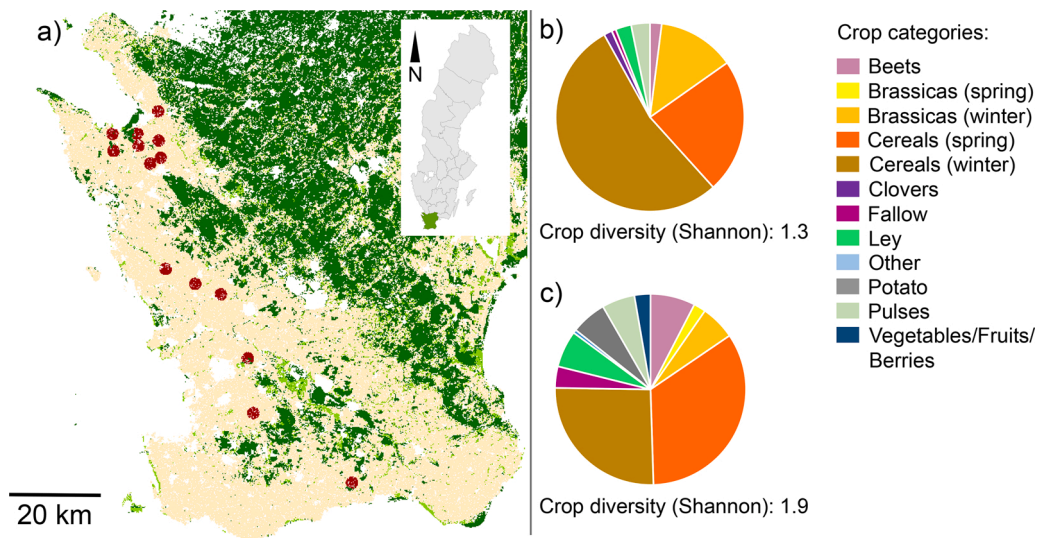 a)
N
20 km
b)
Crop diversity (Shannon): 1.3
c)
Crop diversity (Shannon): 1.9
Crop categories:
Beets
Brassicas (spring)
Brassicas (winter)
Cereals (spring)
Cereals (winter)
Clovers
Fallow
Ley
Other
Potato
Pulses
Vegetables/Fruits/
Berries